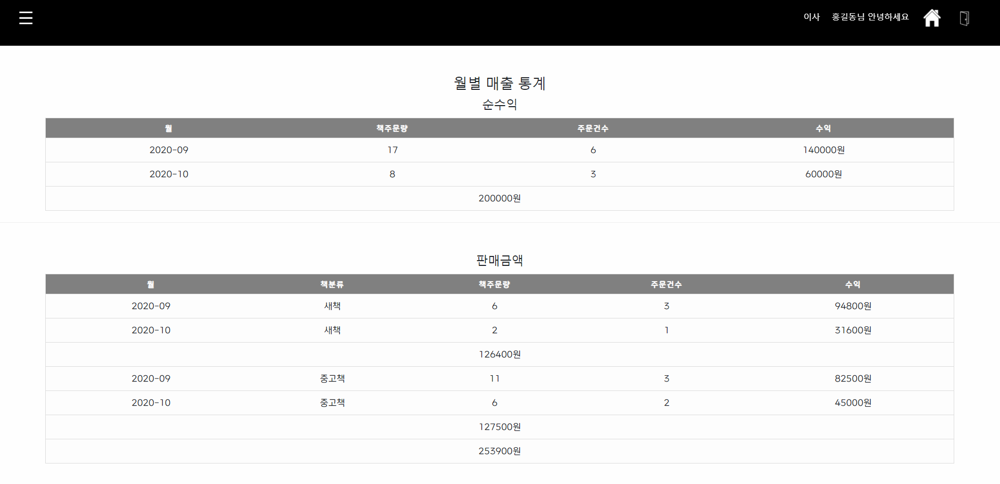 이사 홍길동님 안녕하세요
월별 매출 통계
순수익
월 책주문량 주문건수 수익
2020-09 17 6 140000원
2020-10 8 3 60000원
200000원
판매금액
월 책분류 책주문량 주문건수 수익
2020-09 새책 6 3 94800원
2020-10 새책 2 1 31600원
126400원
2020-09 중고책 11 3 82500원
2020-10 중고책 6 2 45000원
127500원
253900원